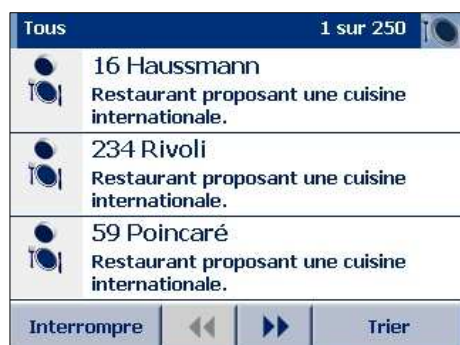 Tous 1 sur 250
16 Haussmann
Restaurant proposant une cuisine
internationale.
234 Rivoli
Restaurant proposant une cuisine
internationale.
59 Poincaré
Restaurant proposant une cuisine
internationale.
Interrompre Trier